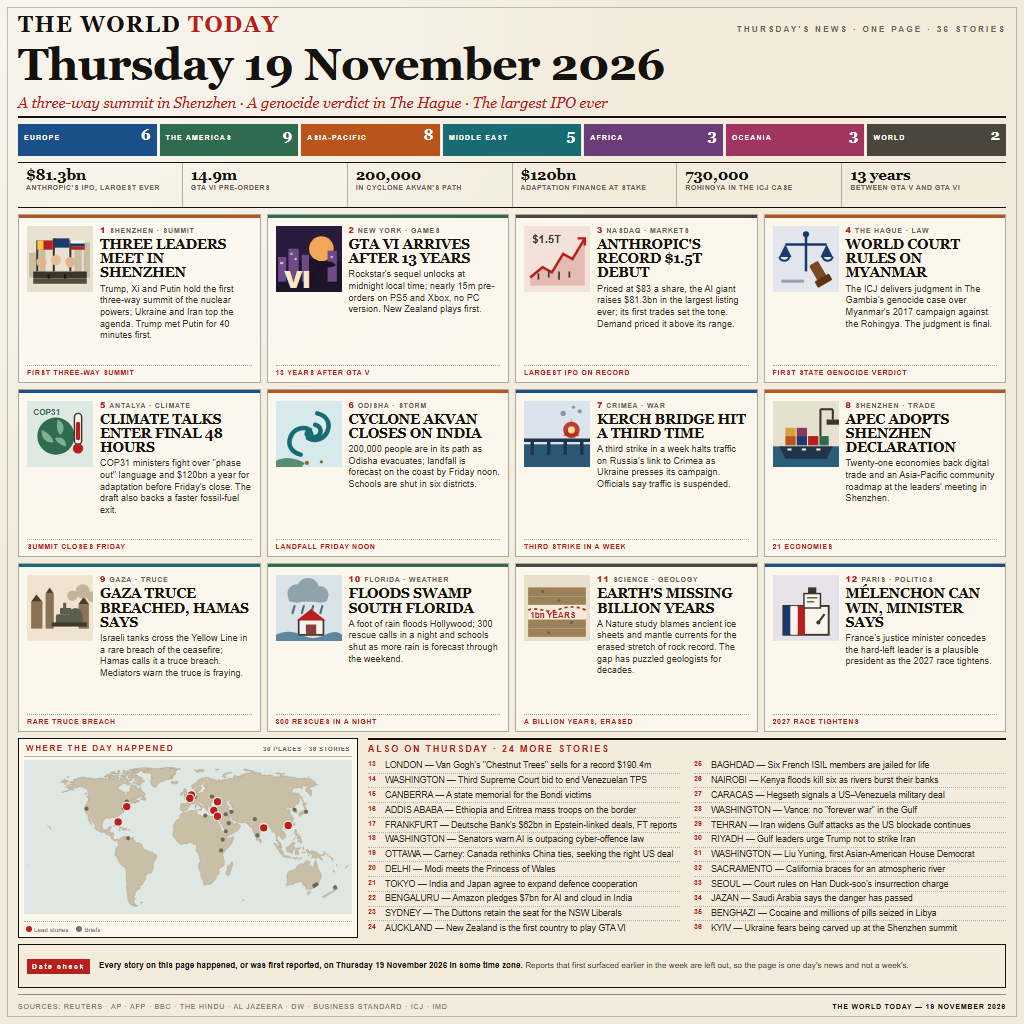 THE WORLD TODAY
THURSDAY'S NEWS · ONE PAGE · 36 STORIES
Thursday 19 November 2026
A three-way summit in Shenzhen · A genocide verdict in The Hague · The largest IPO ever
EUROPE 6
THE AMERICAS 9
ASIA-PACIFIC 8
MIDDLE EAST 5
AFRICA 3
OCEANIA 3
WORLD 2
$81.3bn
ANTHROPIC'S IPO, LARGEST EVER
14.9m
GTA VI PRE-ORDERS
200,000
IN CYCLONE AKVAN'S PATH
$120bn
ADAPTATION FINANCE AT STAKE
730,000
ROHINGYA IN THE ICJ CASE
13 years
BETWEEN GTA V AND GTA VI
1 SHENZHEN · SUMMIT
THREE LEADERS
MEET IN
SHENZHEN
Trump, Xi and Putin hold the first
three-way summit of the nuclear
powers; Ukraine and Iran top the
agenda. Trump met Putin for 40
minutes first.
FIRST THREE-WAY SUMMIT
VI
2 NEW YORK · GAMES
GTA VI ARRIVES
AFTER 13 YEARS
Rockstar's sequel unlocks at
midnight local time; nearly 15m pre-
orders on PS5 and Xbox, no PC
version. New Zealand plays first.
13 YEARS AFTER GTA V
$1.5T
3 NASDAQ · MARKETS
ANTHROPIC'S
RECORD $1.5T
DEBUT
Priced at $83 a share, the AI giant
raises $81.3bn in the largest listing
ever; its first trades set the tone.
Demand priced it above its range.
LARGEST IPO ON RECORD
4 THE HAGUE · LAW
WORLD COURT
RULES ON
MYANMAR
The ICJ delivers judgment in The
Gambia's genocide case over
Myanmar's 2017 campaign against
the Rohingya. The judgment is final.
FIRST STATE GENOCIDE VERDICT
COP31
5 ANTALYA · CLIMATE
CLIMATE TALKS
ENTER FINAL 48
HOURS
COP31 ministers fight over "phase
out" language and $120bn a year for
adaptation before Friday's close. The
draft also backs a faster fossil-fuel
exit.
SUMMIT CLOSES FRIDAY
6 ODISHA · STORM
CYCLONE AKVAN
CLOSES ON INDIA
200,000 people are in its path as
Odisha evacuates; landfall is
forecast on the coast by Friday noon.
Schools are shut in six districts.
LANDFALL FRIDAY NOON
7 CRIMEA · WAR
KERCH BRIDGE HIT
A THIRD TIME
A third strike in a week halts traffic
on Russia's link to Crimea as
Ukraine presses its campaign.
Officials say traffic is suspended.
THIRD STRIKE IN A WEEK
8 SHENZHEN · TRADE
APEC ADOPTS
SHENZHEN
DECLARATION
Twenty-one economies back digital
trade and an Asia-Pacific community
roadmap at the leaders' meeting in
Shenzhen.
21 ECONOMIES
9 GAZA · TRUCE
GAZA TRUCE
BREACHED, HAMAS
SAYS
Israeli tanks cross the Yellow Line in
a rare breach of the ceasefire;
Hamas calls it a truce breach.
Mediators warn the truce is fraying.
RARE TRUCE BREACH
10 FLORIDA · WEATHER
FLOODS SWAMP
SOUTH FLORIDA
A foot of rain floods Hollywood; 300
rescue calls in a night and schools
shut as more rain is forecast through
the weekend.
300 RESCUES IN A NIGHT
1bn YEARS
11 SCIENCE · GEOLOGY
EARTH'S MISSING
BILLION YEARS
A Nature study blames ancient ice
sheets and mantle currents for the
erased stretch of rock record. The
gap has puzzled geologists for
decades.
A BILLION YEARS, ERASED
12 PARIS · POLITICS
MÉLENCHON CAN
WIN, MINISTER
SAYS
France's justice minister concedes
the hard-left leader is a plausible
president as the 2027 race tightens.
2027 RACE TIGHTENS
WHERE THE DAY HAPPENED
30 PLACES · 36 STORIES
Lead stories
Briefs
ALSO ON THURSDAY · 24 MORE STORIES
13 LONDON — Van Gogh's "Chestnut Trees" sells for a record $190.4m
14 WASHINGTON — Third Supreme Court bid to end Venezuelan TPS
15 CANBERRA — A state memorial for the Bondi victims
16 ADDIS ABABA — Ethiopia and Eritrea mass troops on the border
17 FRANKFURT — Deutsche Bank's $62bn in Epstein-linked deals, FT reports
18 WASHINGTON — Senators warn AI is outpacing cyber-offence law
19 OTTAWA — Carney: Canada rethinks China ties, seeking the right US deal
20 DELHI — Modi meets the Princess of Wales
21 TOKYO — India and Japan agree to expand defence cooperation
22 BENGALURU — Amazon pledges $7bn for AI and cloud in India
23 SYDNEY — The Duttons retain the seat for the NSW Liberals
24 AUCKLAND — New Zealand is the first country to play GTA VI
25 BAGHDAD — Six French ISIL members are jailed for life
26 NAIROBI — Kenya floods kill six as rivers burst their banks
27 CARACAS — Hegseth signals a US–Venezuela military deal
28 WASHINGTON — Vance: no "forever war" in the Gulf
29 TEHRAN — Iran widens Gulf attacks as the US blockade continues
30 RIYADH — Gulf leaders urge Trump not to strike Iran
31 WASHINGTON — Liu Yuning, first Asian-American House Democrat
32 SACRAMENTO — California braces for an atmospheric river
33 SEOUL — Court rules on Han Duck-soo's insurrection charge
34 JAZAN — Saudi Arabia says the danger has passed
35 BENGHAZI — Cocaine and millions of pills seized in Libya
36 KYIV — Ukraine fears being carved up at the Shenzhen summit
Date check
Every story on this page happened, or was first reported, on Thursday 19 November 2026 in some time zone. Reports that first surfaced earlier in the week are left out, so the page is one day's news and not a week's.
SOURCES: REUTERS · AP · AFP · BBC · THE HINDU · AL JAZEERA · DW · BUSINESS STANDARD · ICJ · IMD
THE WORLD TODAY — 19 NOVEMBER 2026